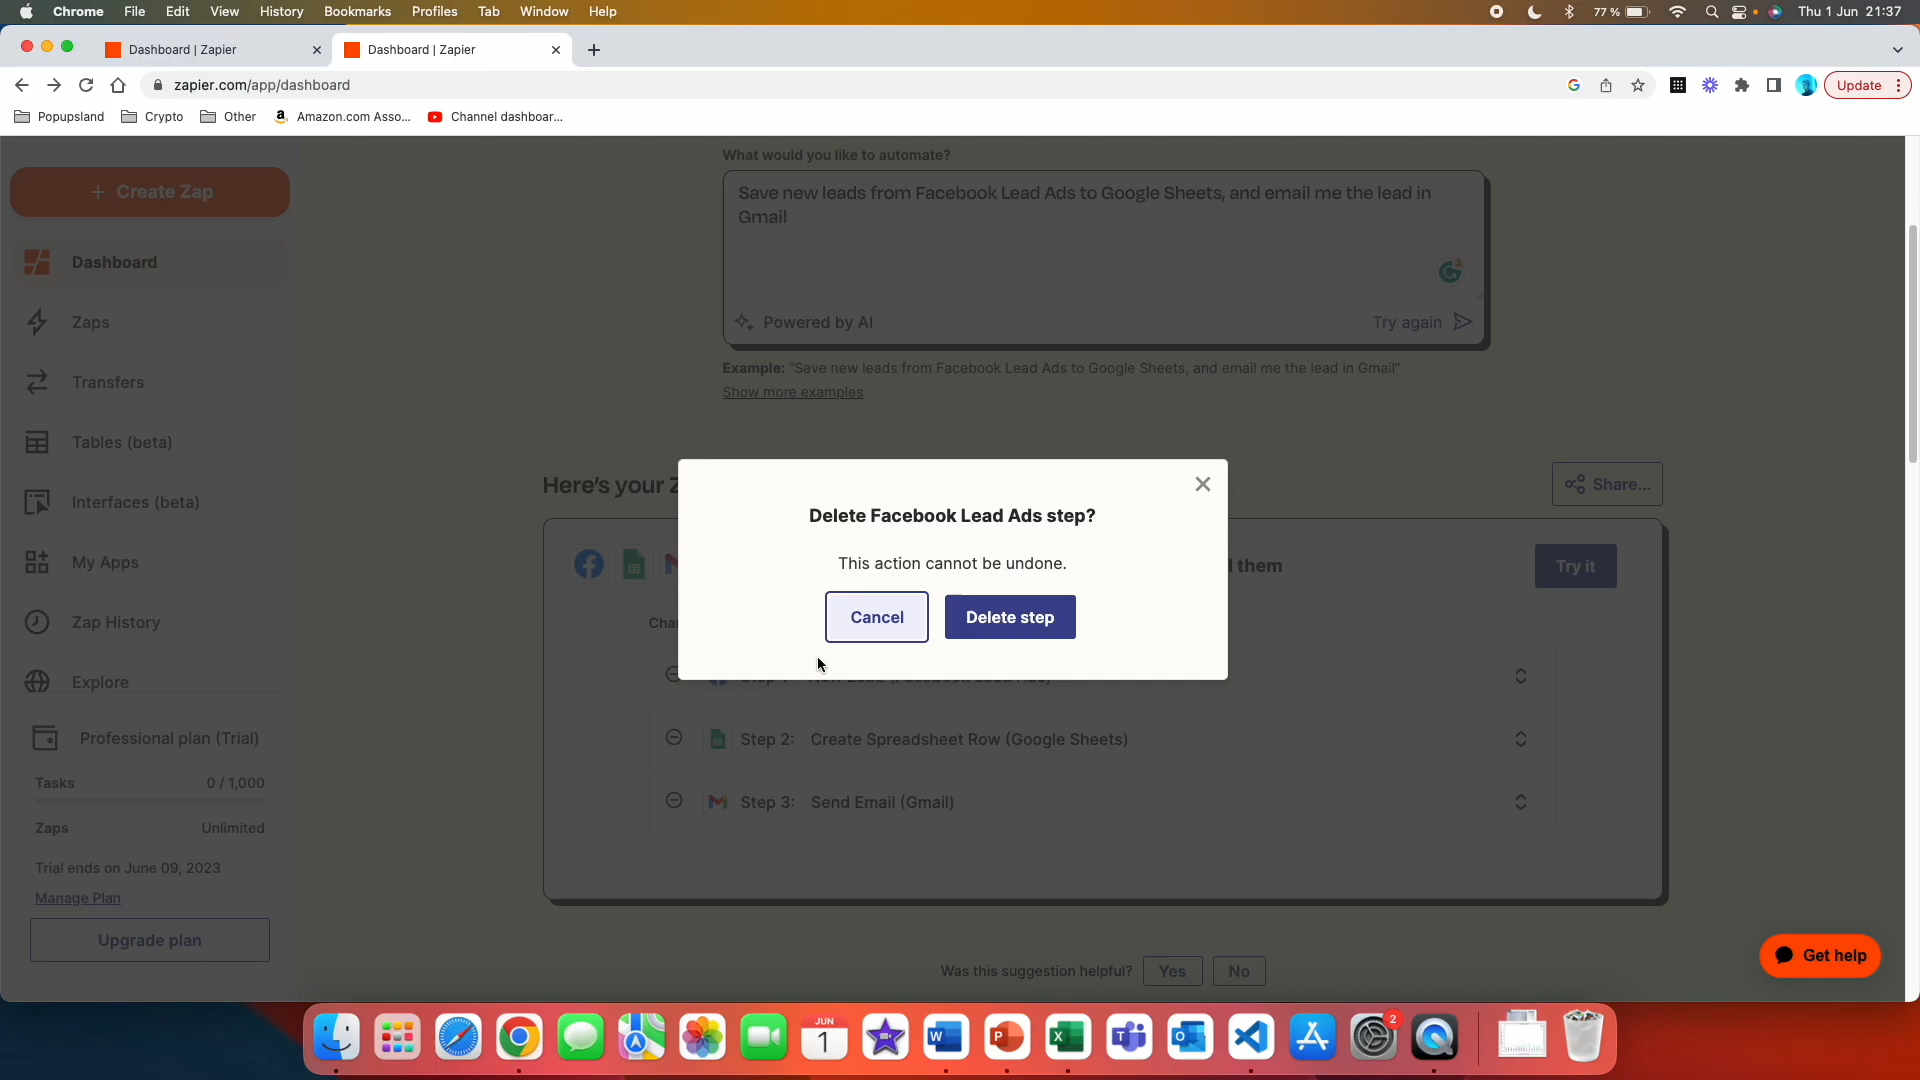 Chrome File Edit View History Bookmarks Profiles Tab Window Help 77 % Thu 1 Jun 21:37
Dashboard | Zapier Dashboard | Zapier
zapier.com/app/dashboard Update
Popupsland Crypto Other Amazon.com Asso... Channel dashboar...
What would you like to automate?
Save new leads from Facebook Lead Ads to Google Sheets, and email me the lead in
Gmail
Powered by AI Try again
Example: "Save new leads from Facebook Lead Ads to Google Sheets, and email me the lead in Gmail"
Show more examples
+ Create Zap
Dashboard
Zaps
Transfers
Tables (beta)
Interfaces (beta)
My Apps
Zap History
Explore
Professional plan (Trial)
Tasks 0 / 1,000
Zaps Unlimited
Trial ends on June 09, 2023
Manage Plan
Upgrade plan
Here's your
Share...
Delete Facebook Lead Ads step?
This action cannot be undone.
Cancel Delete step
them
Try it
Step 2: Create Spreadsheet Row (Google Sheets)
Step 3: Send Email (Gmail)
Was this suggestion helpful? Yes No
Get help
JUN
1
2